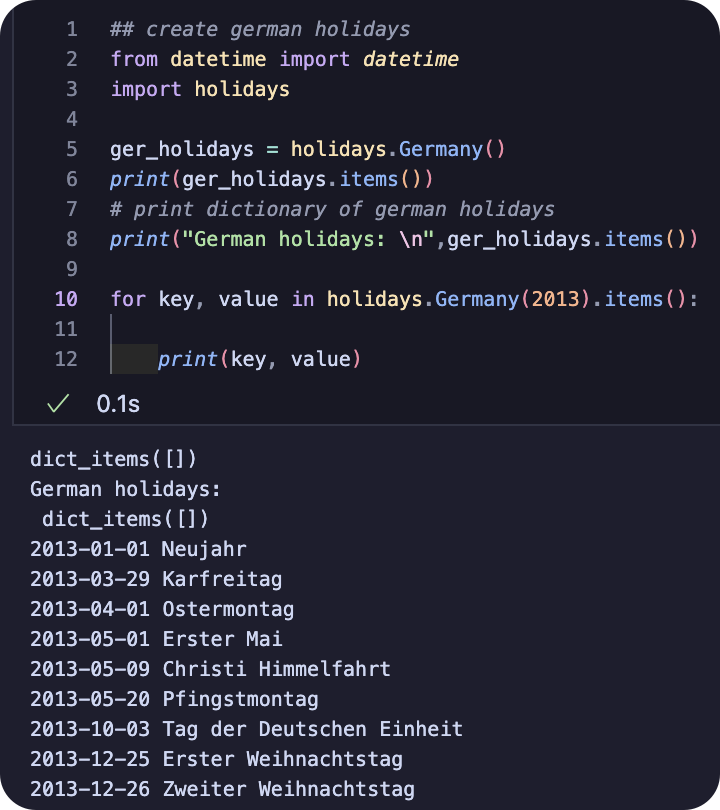 1 ## create german holidays
2 from datetime import datetime
3 import holidays
4
5 ger_holidays = holidays.Germany()
6 print(ger_holidays.items())
7 # print dictionary of german holidays
8 print("German holidays: \n",ger_holidays.items())
9
10 for key, value in holidays.Germany(2013).items():
11
12     print(key, value)
✓ 0.1s
dict_items([])
German holidays:
 dict_items([])
2013-01-01 Neujahr
2013-03-29 Karfreitag
2013-04-01 Ostermontag
2013-05-01 Erster Mai
2013-05-09 Christi Himmelfahrt
2013-05-20 Pfingstmontag
2013-10-03 Tag der Deutschen Einheit
2013-12-25 Erster Weihnachtstag
2013-12-26 Zweiter Weihnachtstag